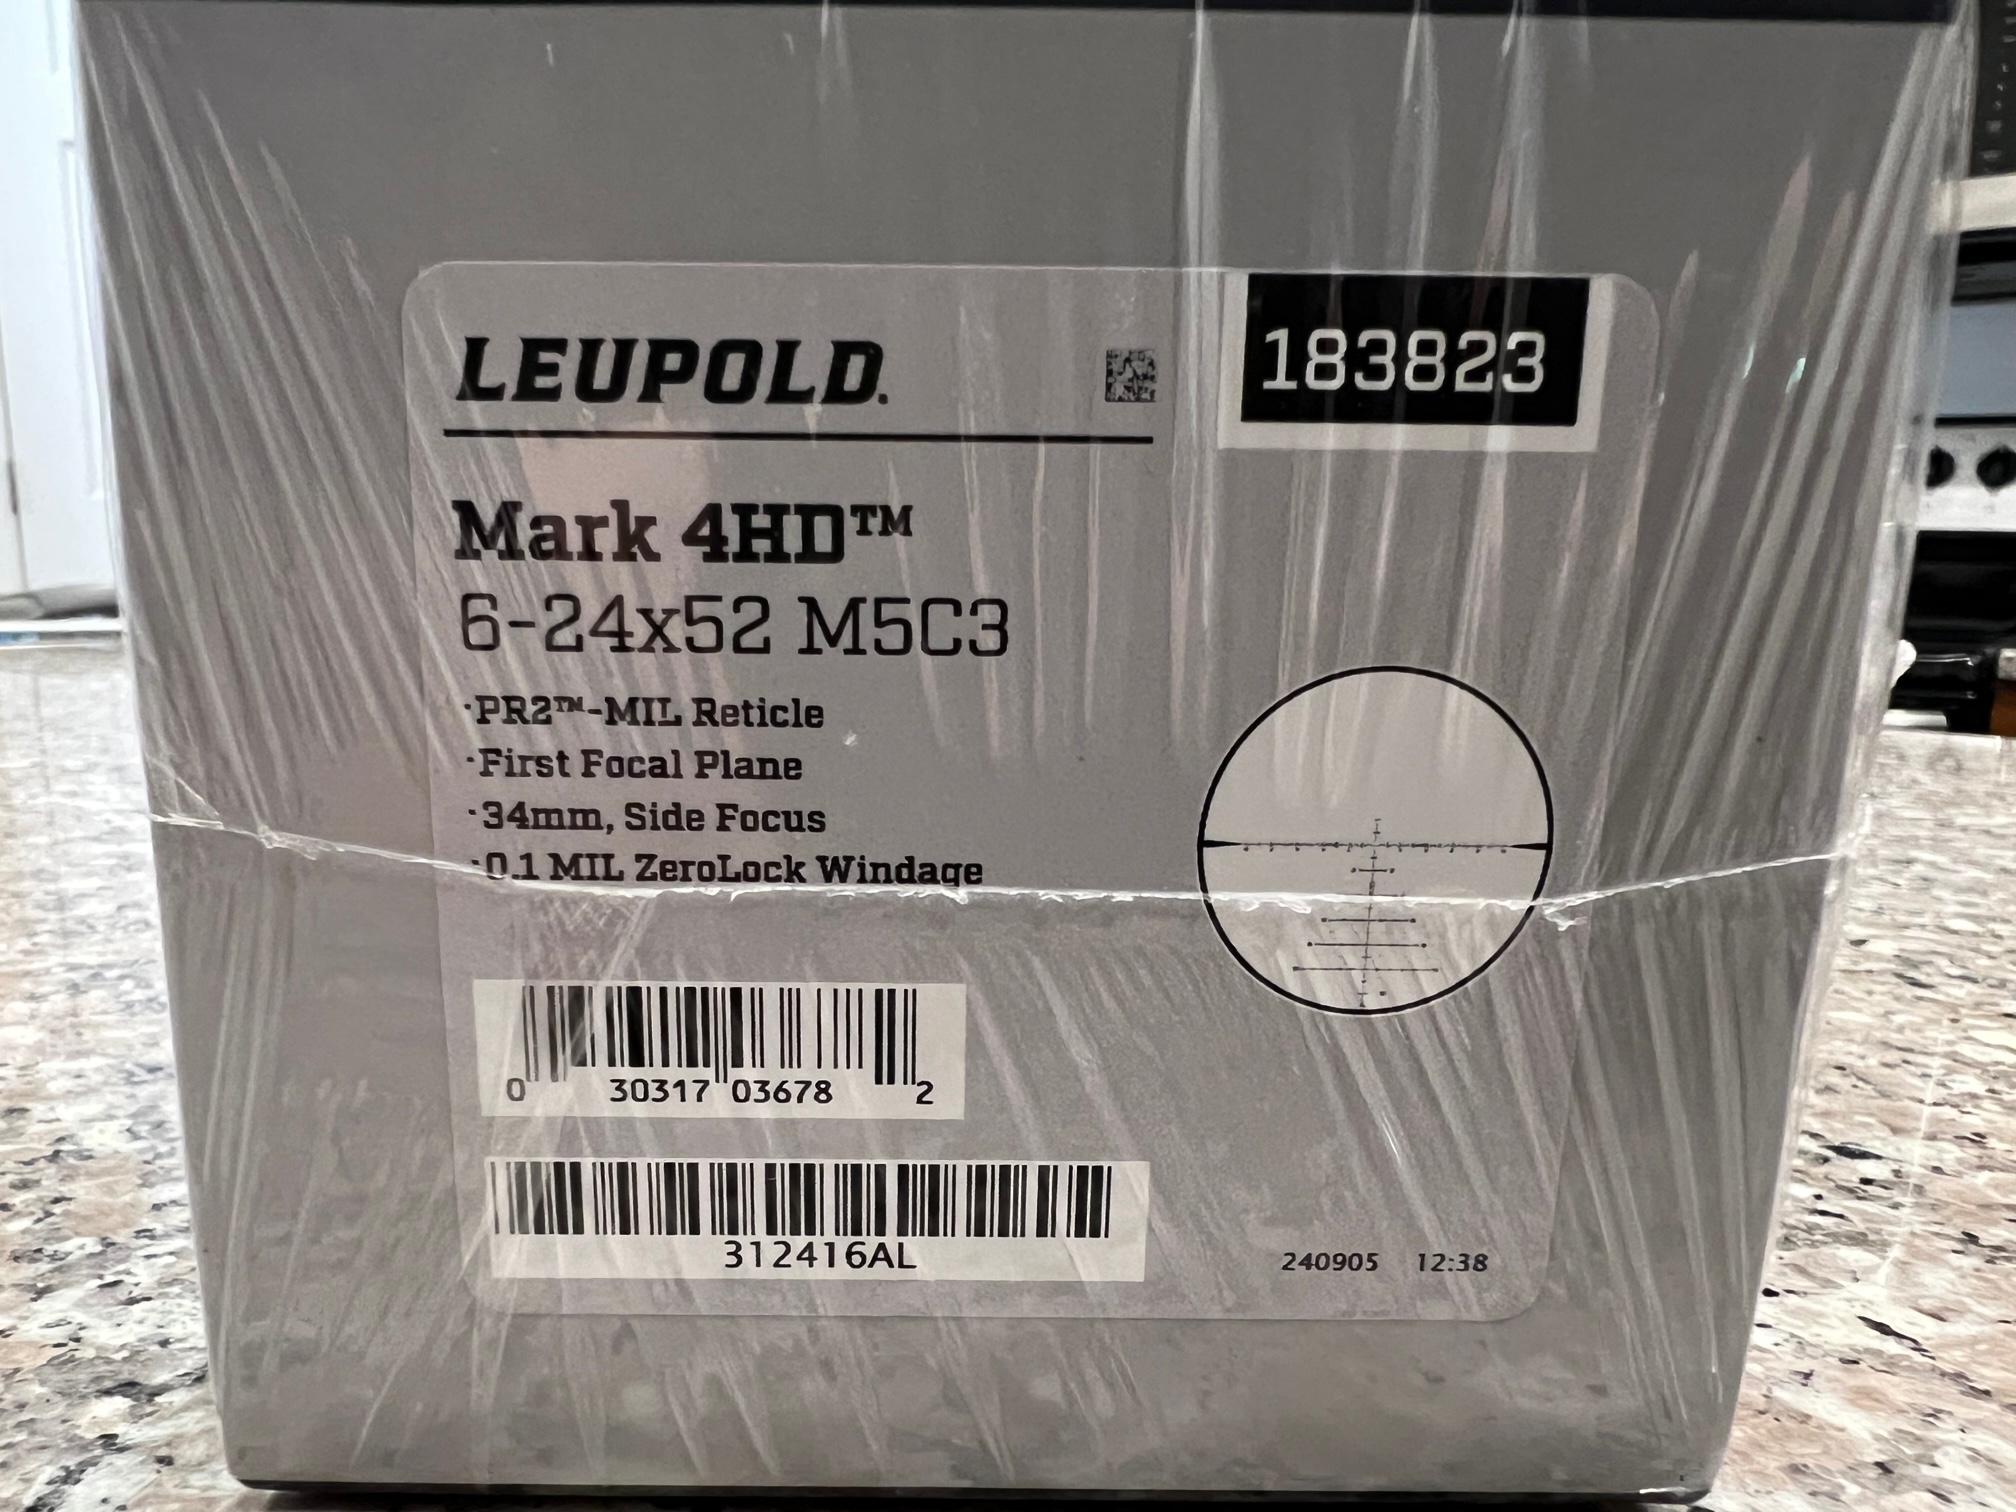 LEUPOLD.
183823
Mark 4HD™
6-24x52 M5C3
·PR2™-MIL Reticle
·First Focal Plane
·34mm, Side Focus
·0.1 MIL ZeroLock Windage
0 30317 03678 2
312416AL
240905 12:38